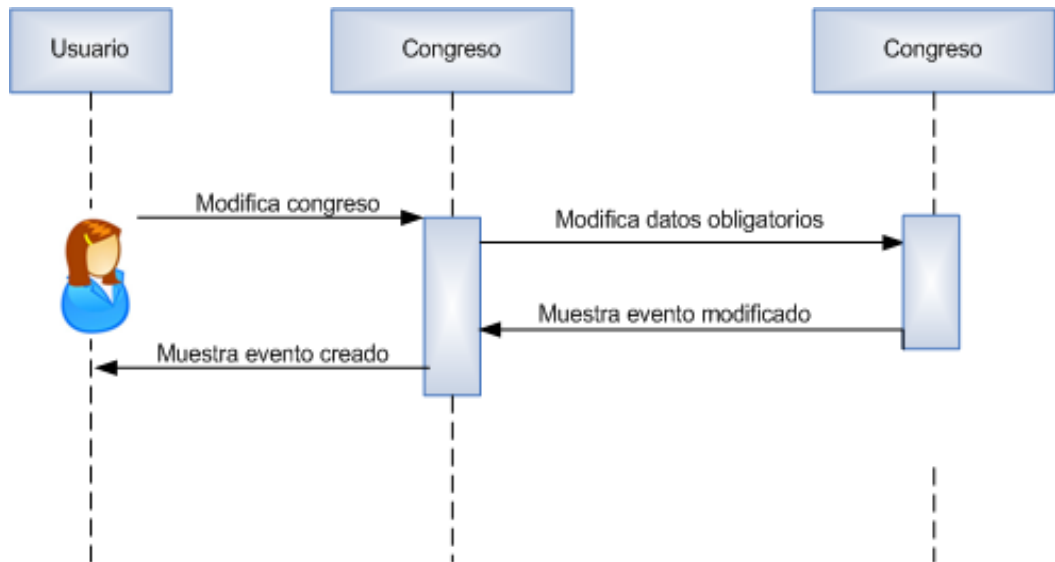 Usuario
Congreso
Congreso
Modifica congreso
Modifica datos obligatorios
Muestra evento modificado
Muestra evento creado